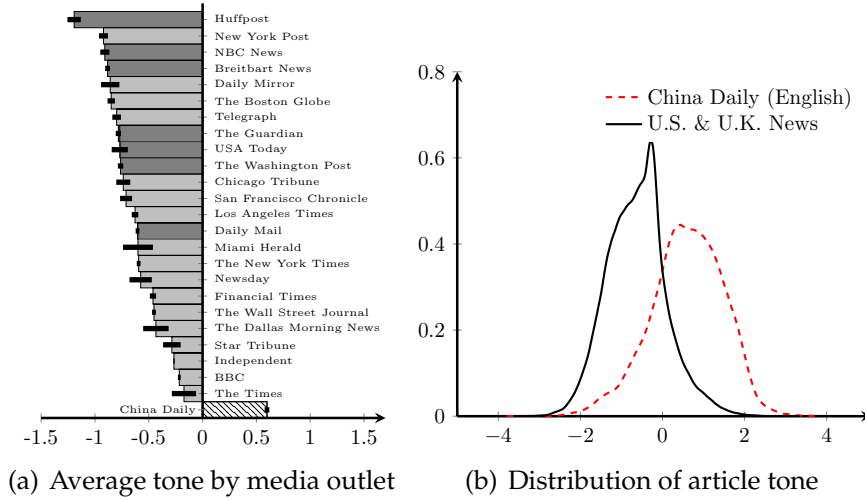 Huffpost
New York Post
NBC News
Breitbart News
Daily Mirror
The Boston Globe
Telegraph
The Guardian
USA Today
The Washington Post
Chicago Tribune
San Francisco Chronicle
Los Angeles Times
Daily Mail
Miami Herald
The New York Times
Newsday
Financial Times
The Wall Street Journal
The Dallas Morning News
Star Tribune
Independent
BBC
The Times
China Daily
-1.5 -1 -0.5 0 0.5 1 1.5
(a) Average tone by media outlet
0.8
0.6
0.4
0.2
0
China Daily (English)
U.S. & U.K. News
−4 −2 0 2 4
(b) Distribution of article tone